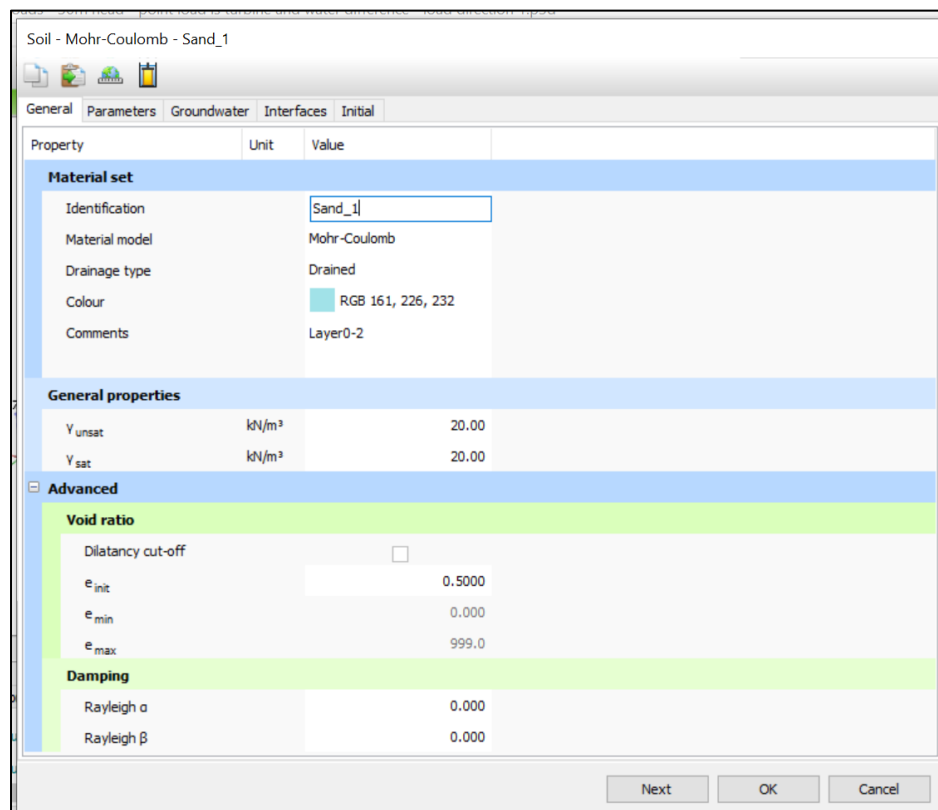 Soil - Mohr-Coulomb - Sand_1
General Parameters Groundwater Interfaces Initial
Property Unit Value
Material set
Identification Sand_1
Material model Mohr-Coulomb
Drainage type Drained
Colour RGB 161, 226, 232
Comments Layer0-2
General properties
γ unsat kN/m³ 20.00
γ sat kN/m³ 20.00
Advanced
Void ratio
Dilatancy cut-off
e init 0.5000
e min 0.000
e max 999.0
Damping
Rayleigh α 0.000
Rayleigh β 0.000
Next OK Cancel